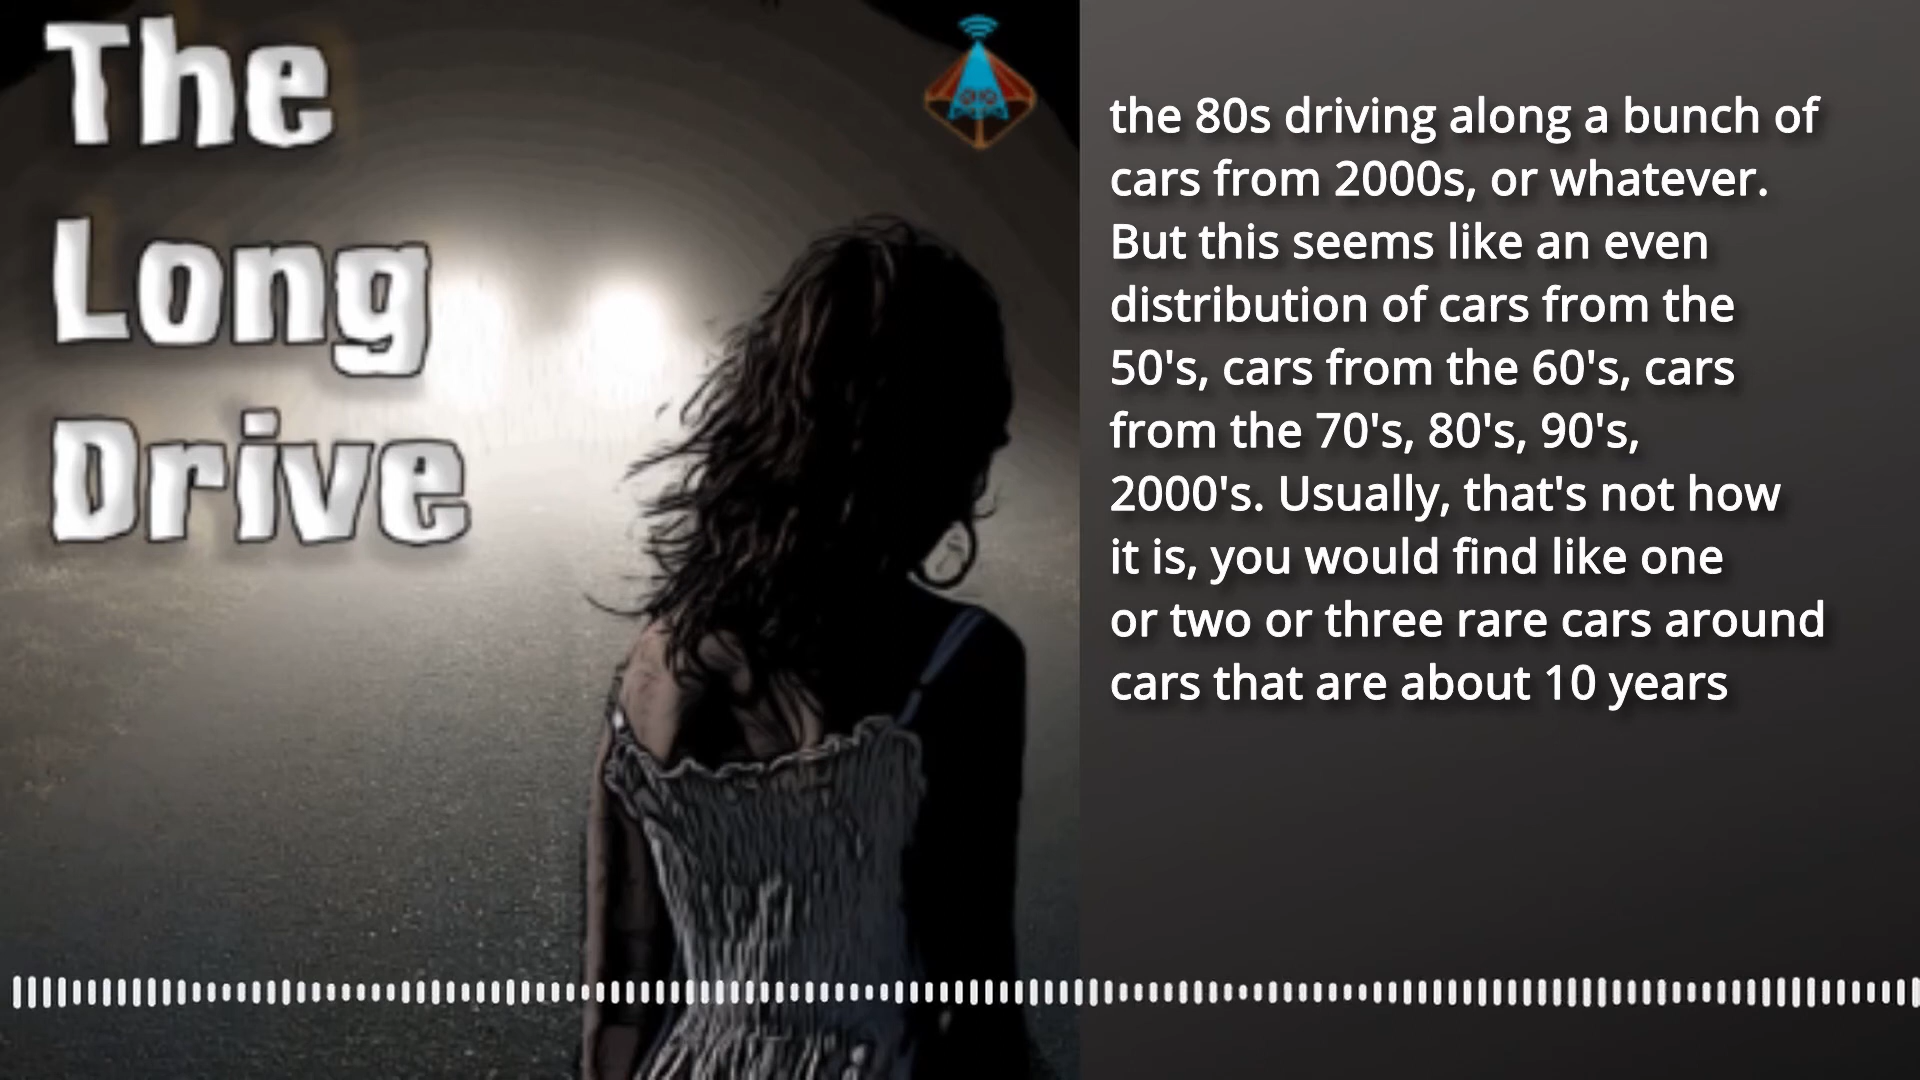 The
Long
Drive
the 80s driving along a bunch of
cars from 2000s, or whatever.
But this seems like an even
distribution of cars from the
50's, cars from the 60's, cars
from the 70's, 80's, 90's,
2000's. Usually, that's not how
it is, you would find like one
or two or three rare cars around
cars that are about 10 years